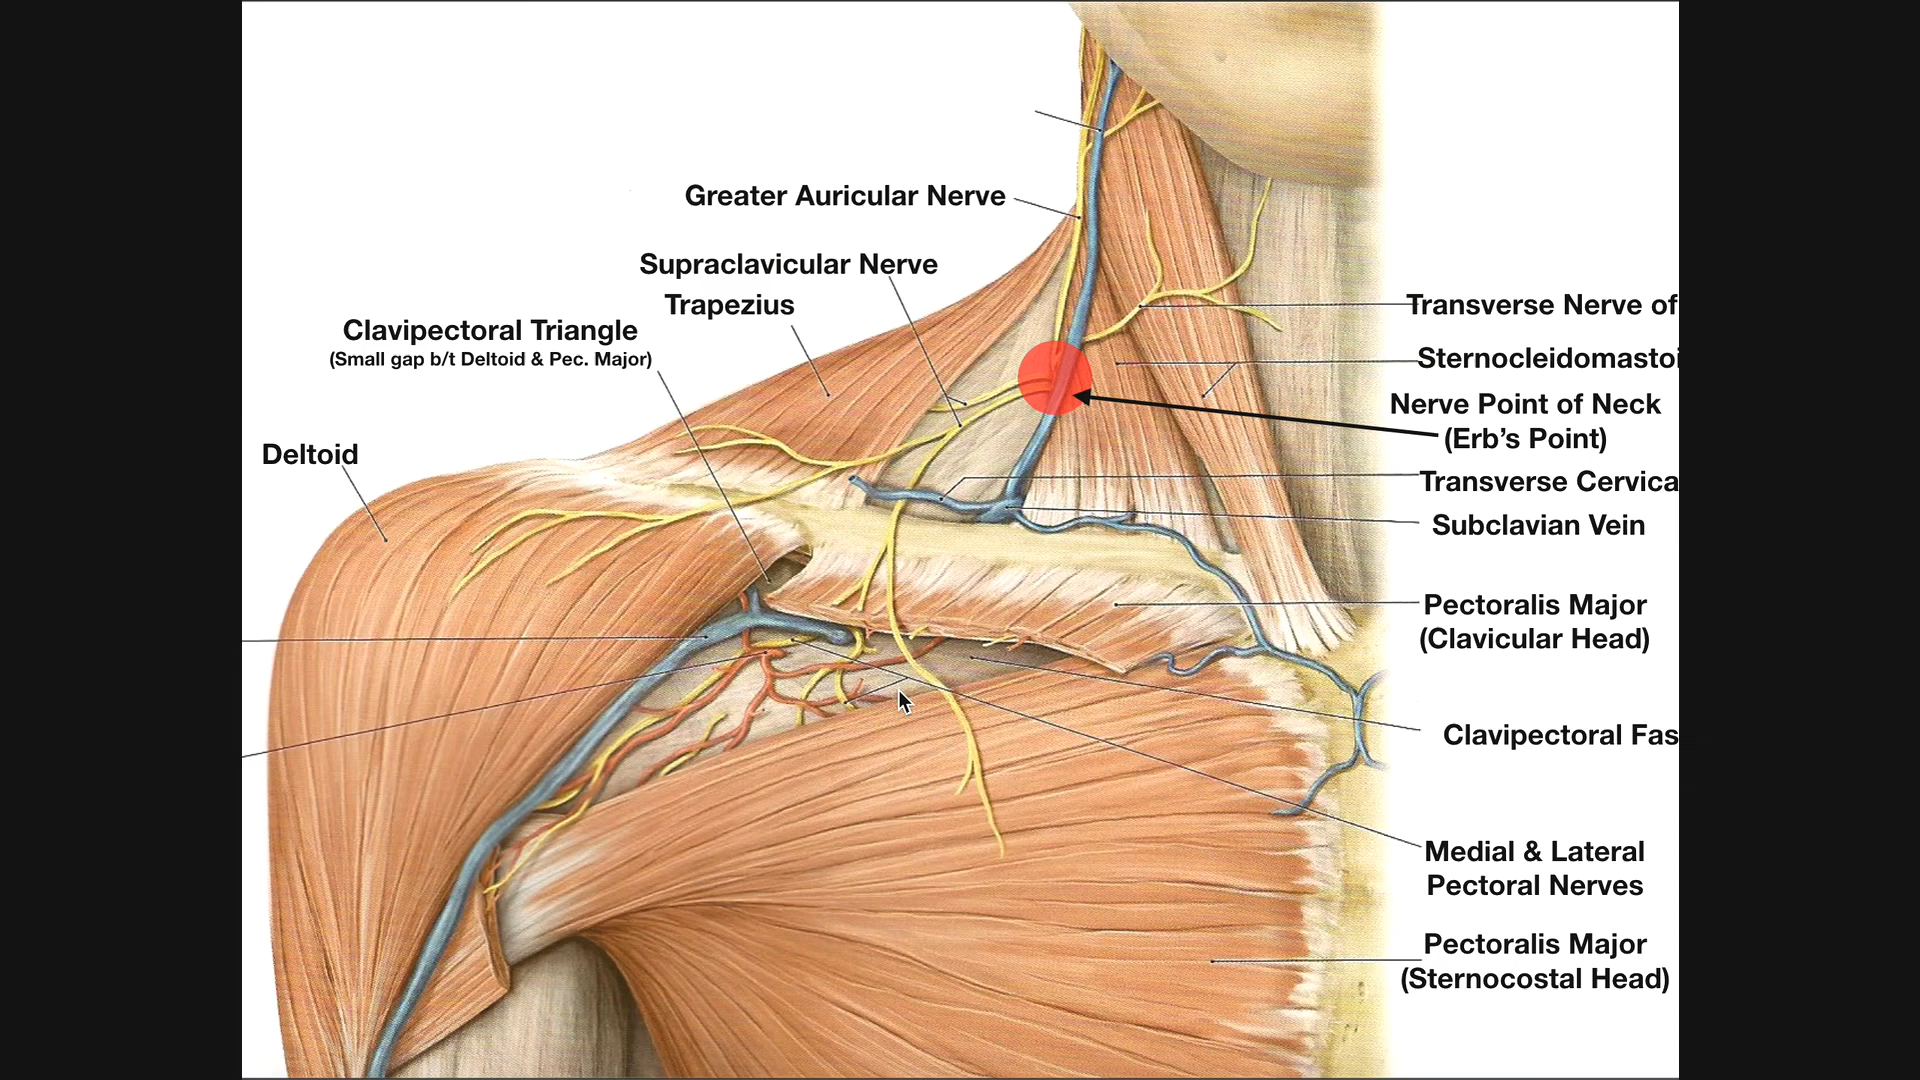 Greater Auricular Nerve
Supraclavicular Nerve
Trapezius
Clavipectoral Triangle
(Small gap b/t Deltoid & Pec. Major)
Deltoid
Transverse Nerve of
Sternocleidomastoi
Nerve Point of Neck
(Erb’s Point)
Transverse Cervica
Subclavian Vein
Pectoralis Major
(Clavicular Head)
Clavipectoral Fas
Medial & Lateral
Pectoral Nerves
Pectoralis Major
(Sternocostal Head)